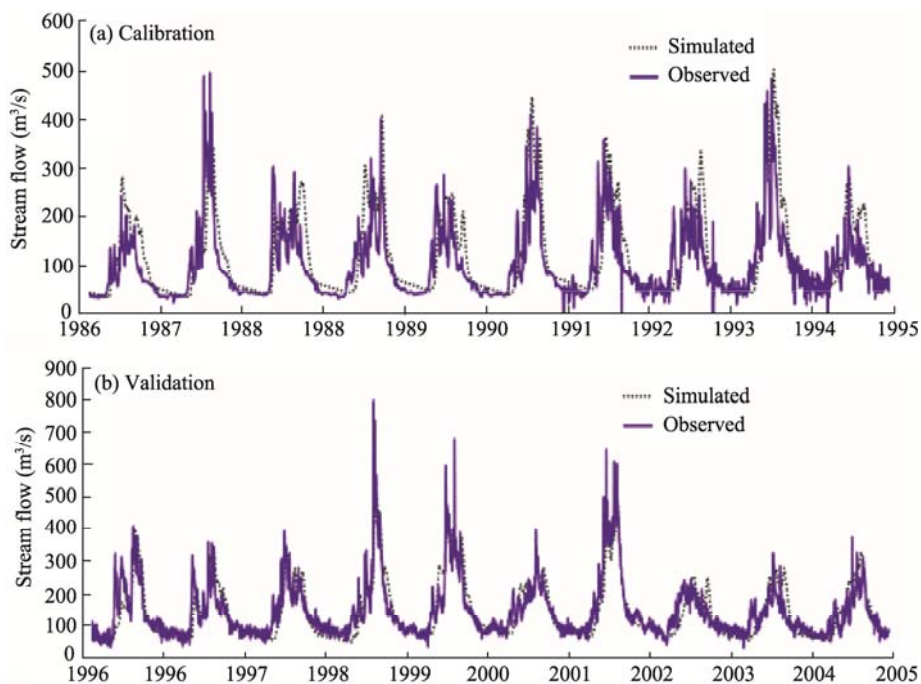 (a) Calibration
Simulated
Observed
Stream flow (m³/s)
600
500
400
300
200
100
0
1986 1987 1988 1988 1989 1990 1991 1992 1993 1994 1995
(b) Validation
Simulated
Observed
Stream flow (m³/s)
900
800
700
600
500
400
300
200
100
0
1996 1996 1997 1998 1999 2000 2001 2002 2003 2004 2005